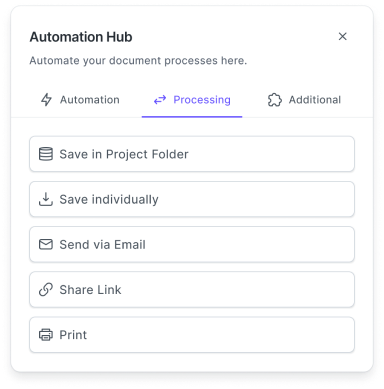 Automation Hub
Automate your document processes here.
Automation Processing Additional
Save in Project Folder
Save individually
Send via Email
Share Link
Print